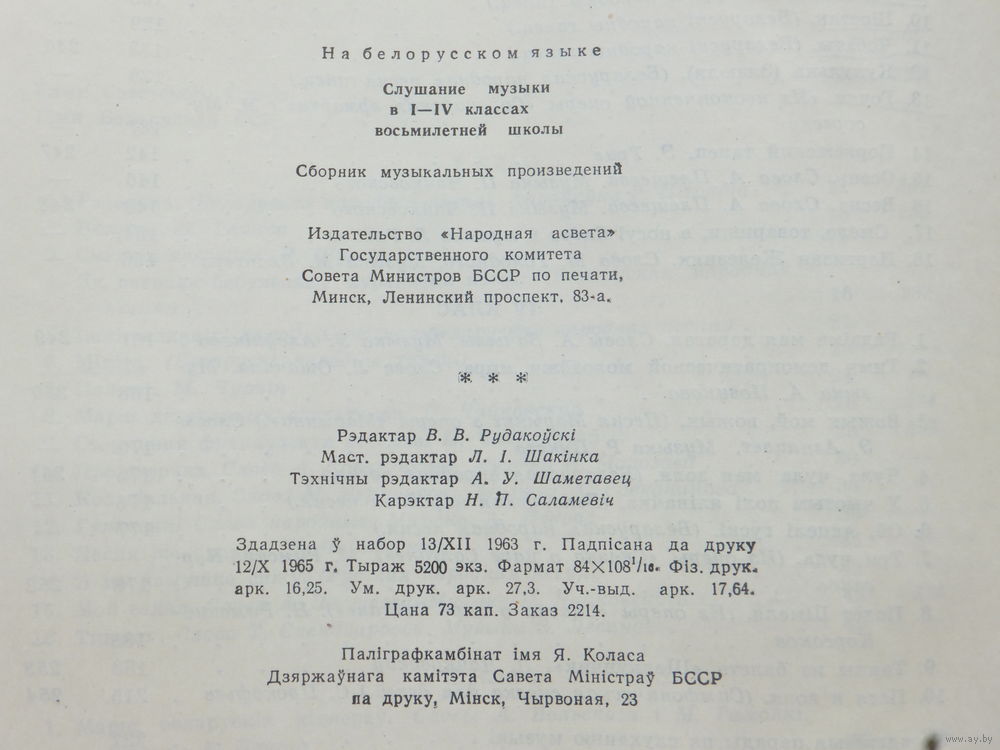 На белорусском языке
Слушание музыки
в I—IV классах
восьмилетней школы
Сборник музыкальных произведений
Издательство «Народная асвета»
Государственного комитета
Совета Министров БССР по печати,
Минск, Ленинский проспект, 83-а.
* * *
Рэдактар В. В. Рудакоўскі
Маст. рэдактар Л. І. Шакінка
Тэхнічны рэдактар А. У. Шаметавец
Карэктар Н. П. Саламевіч
Здадзена ў набор 13/XII 1963 г. Падпісана да друку
12/X 1965 г. Тыраж 5200 экз. Фармат 84×108¹/₁₆. Фіз. друк.
арк. 16,25. Ум. друк. арк. 27,3. Уч.-выд. арк. 17,64.
Цана 73 кап. Заказ 2214.
Паліграфкамбінат імя Я. Коласа
Дзяржаўнага камітэта Савета Міністраў БССР
па друку, Мінск, Чырвоная, 23
www.ay.by